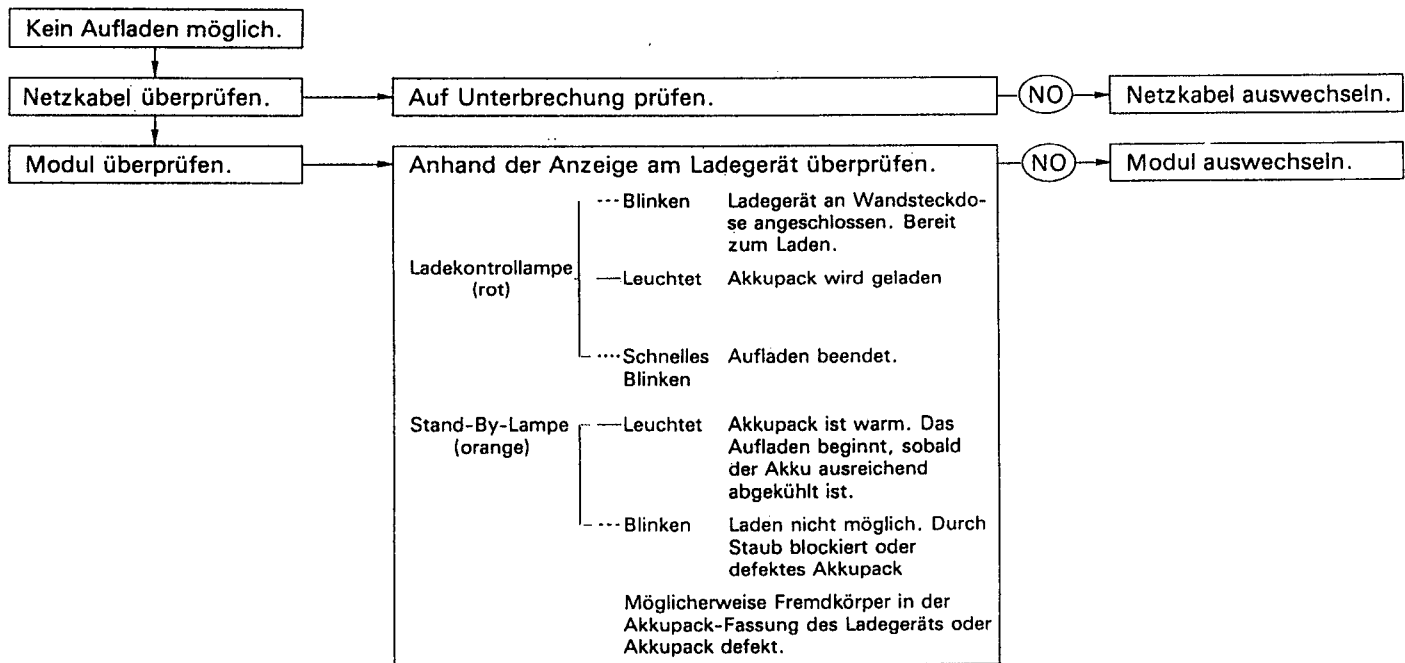 Kein Aufladen möglich.
Netzkabel überprüfen.
Auf Unterbrechung prüfen.
NO
Netzkabel auswechseln.
Modul überprüfen.
Anhand der Anzeige am Ladegerät überprüfen.
NO
Modul auswechseln.
Ladekontrollampe
(rot)
Blinken
Ladegerät an Wandsteckdo-
se angeschlossen. Bereit
zum Laden.
Leuchtet
Akkupack wird geladen
Schnelles
Blinken
Aufladen beendet.
Stand-By-Lampe
(orange)
Leuchtet
Akkupack ist warm. Das
Aufladen beginnt, sobald
der Akku ausreichend
abgekühlt ist.
Blinken
Laden nicht möglich. Durch
Staub blockiert oder
defektes Akkupack
Möglicherweise Fremdkörper in der
Akkupack-Fassung des Ladegeräts oder
Akkupack defekt.